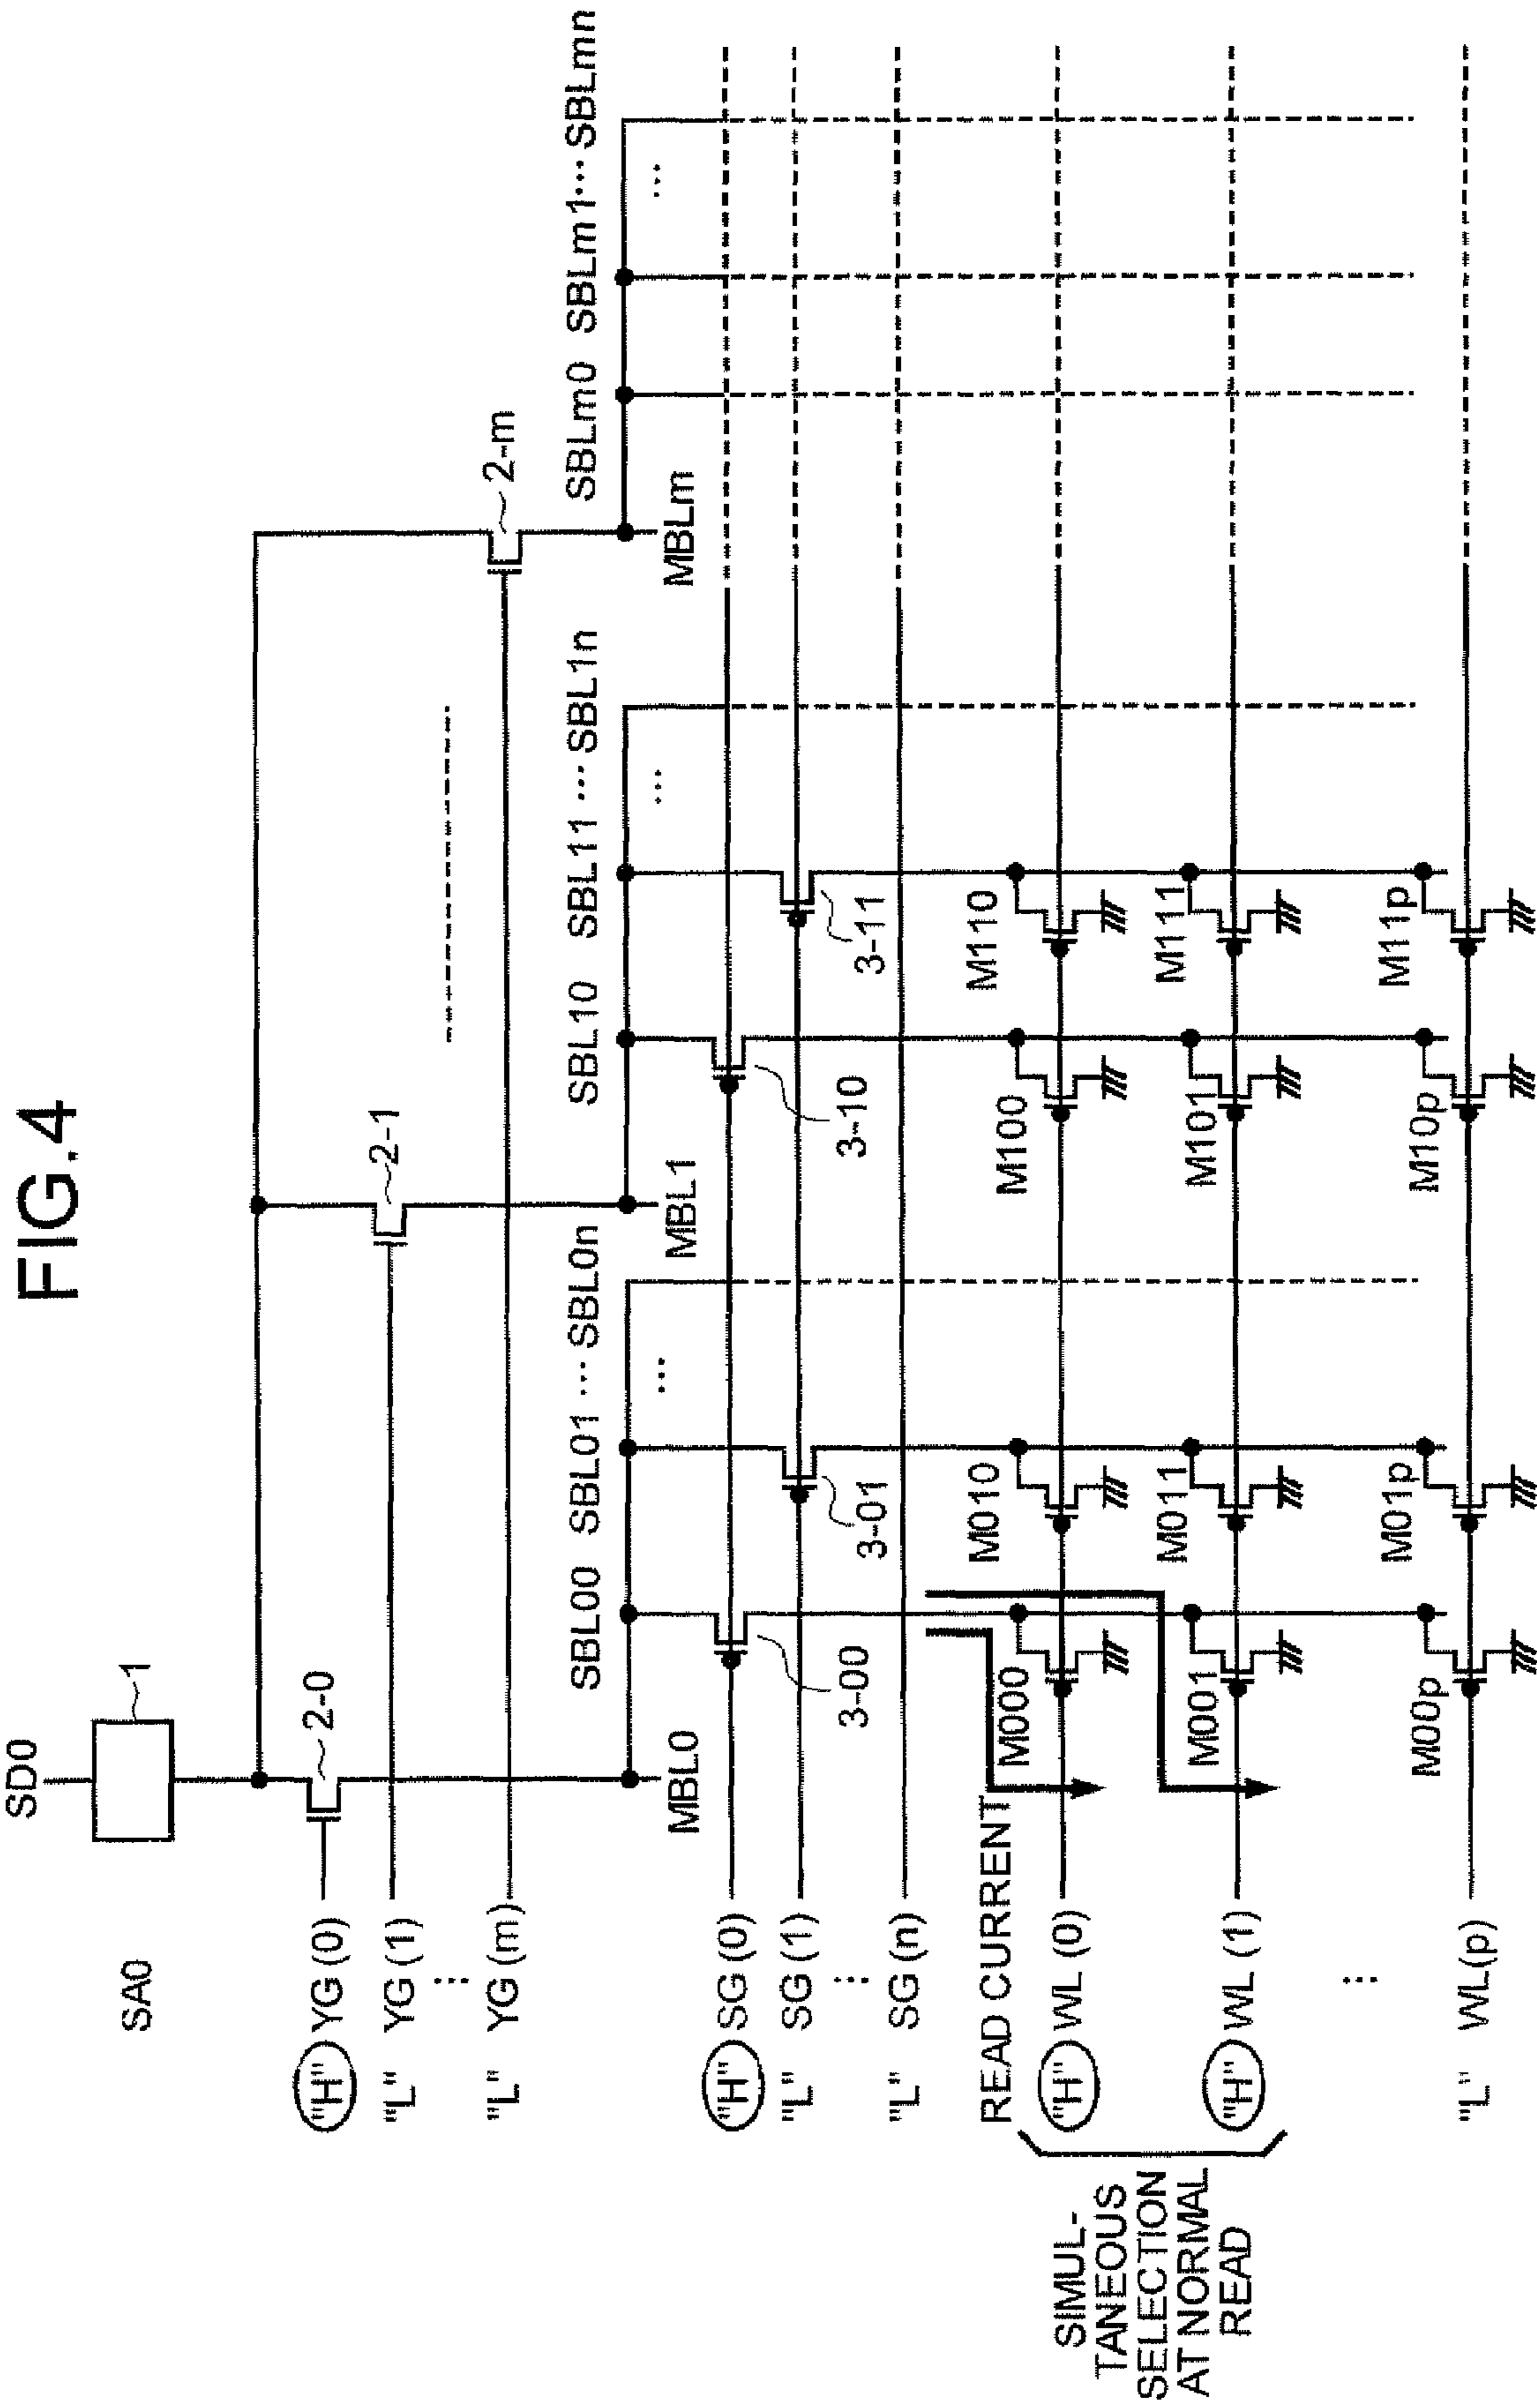 FIG.4
SD0
1
SA0
2-0
2-1
2-m
"H" YG (0)
"L" YG (1)
⋮
"L" YG (m)
SBL00 SBL01 ⋯ SBL0n
SBL10 SBL11 ⋯ SBL1n
SBLm0 SBLm1⋯SBLmn
⋯
⋯
⋯
MBL0
MBL1
MBLm
"H" SG (0)
"L" SG (1)
⋮
"L" SG (n)
3-00
3-01
3-10
3-11
READ CURRENT
M000
M010
M100
M110
"H" WL (0)
M001
M011
M101
M111
"H" WL (1)
⋮
M00p
M01p
M10p
M11p
"L" WL(p)
SIMUL-
TANEOUS
SELECTION
AT NORMAL
READ